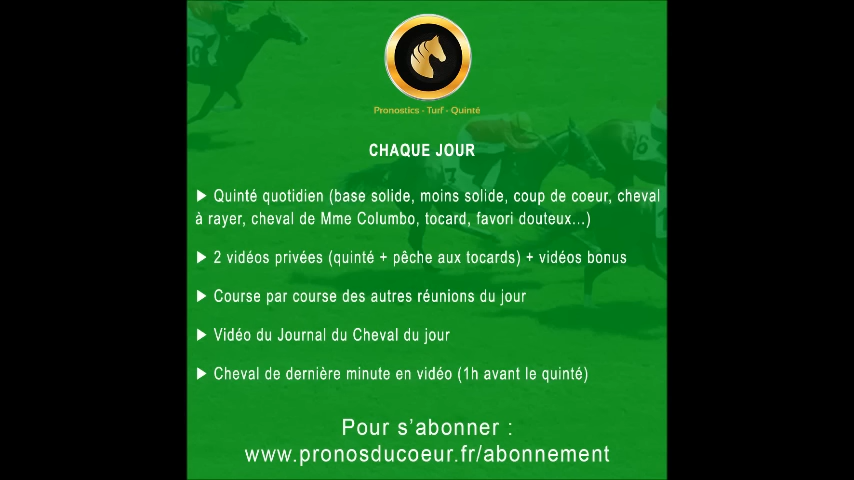 Pronostics - Turf - Quinté
CHAQUE JOUR
► Quinté quotidien (base solide, moins solide, coup de coeur, cheval
à rayer, cheval de Mme Columbo, tocard, favori douteux...)
► 2 vidéos privées (quinté + pêche aux tocards) + vidéos bonus
► Course par course des autres réunions du jour
► Vidéo du Journal du Cheval du jour
► Cheval de dernière minute en vidéo (1h avant le quinté)
Pour s'abonner :
www.pronosducoeur.fr/abonnement